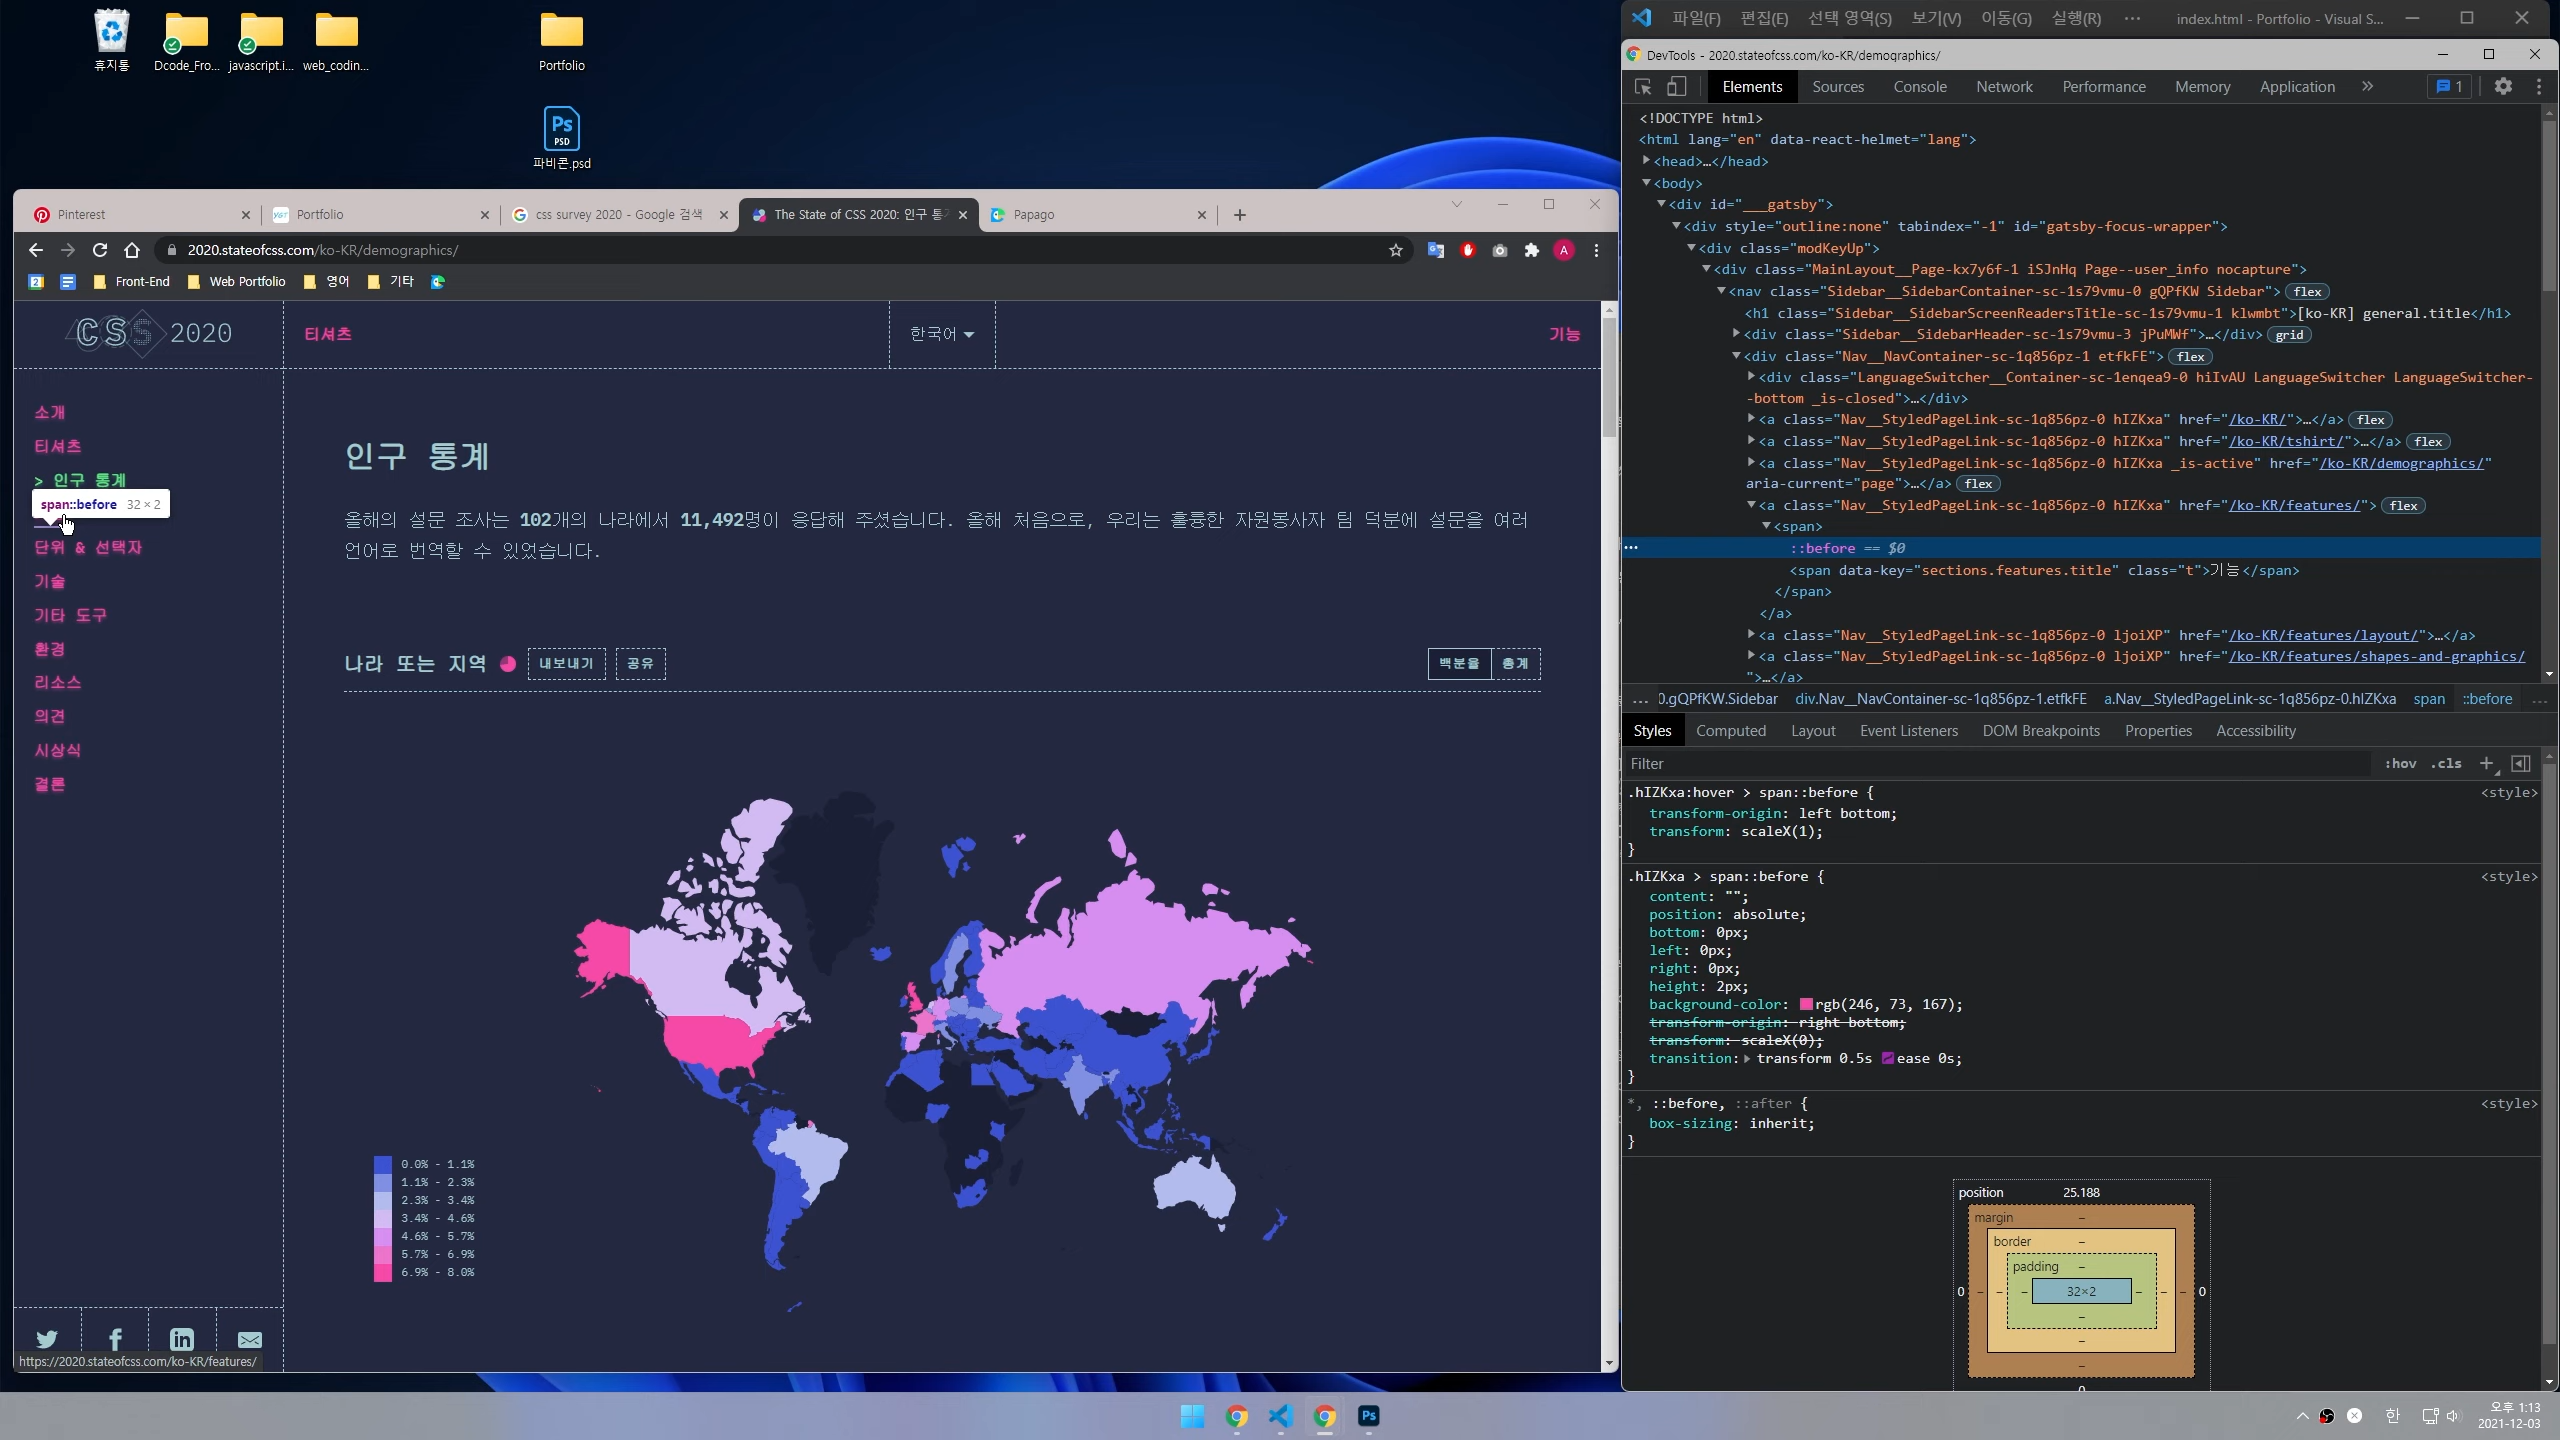 휴지통
Dcode_Fro...
javascript.i...
web_codin...
Portfolio
Ps
PSD
파비콘.psd
Pinterest
Portfolio
css survey 2020 - Google 검색
The State of CSS 2020: 인구 통
Papago
2020.stateofcss.com/ko-KR/demographics/
A
Front-End
Web Portfolio
영어
기타
CSS 2020
티셔츠
한국어
기능
소개
티셔츠
> 인구 통계
span::before 32 × 2
단위 & 선택자
기술
기타 도구
환경
리소스
의견
시상식
결론
인구 통계
올해의 설문 조사는 102개의 나라에서 11,492명이 응답해 주셨습니다. 올해 처음으로, 우리는 훌륭한 자원봉사자 팀 덕분에 설문을 여러
언어로 번역할 수 있었습니다.
나라 또는 지역
내보내기
공유
백분율
총계
0.0% - 1.1%
1.1% - 2.3%
2.3% - 3.4%
3.4% - 4.6%
4.6% - 5.7%
5.7% - 6.9%
6.9% - 8.0%
https://2020.stateofcss.com/ko-KR/features/
파일(F) 편집(E) 선택 영역(S) 보기(V) 이동(G) 실행(R) ··· index.html - Portfolio - Visual S...
DevTools - 2020.stateofcss.com/ko-KR/demographics/
Elements Sources Console Network Performance Memory Application » 1
<!DOCTYPE html>
<html lang="en" data-react-helmet="lang">
<head>…</head>
<body>
<div id="___gatsby">
<div style="outline:none" tabindex="-1" id="gatsby-focus-wrapper">
<div class="modKeyUp">
<div class="MainLayout__Page-kx7y6f-1 iSJnHq Page--user_info nocapture">
<nav class="Sidebar__SidebarContainer-sc-1s79vmu-0 gQPfKW Sidebar"> flex
<h1 class="Sidebar__SidebarScreenReadersTitle-sc-1s79vmu-1 klwmbt">[ko-KR] general.title</h1>
<div class="Sidebar__SidebarHeader-sc-1s79vmu-3 jPuMWf">…</div> grid
<div class="Nav__NavContainer-sc-1q856pz-1 etfkFE"> flex
<div class="LanguageSwitcher__Container-sc-1enqea9-0 hiIvAU LanguageSwitcher LanguageSwitcher-
-bottom _is-closed">…</div>
<a class="Nav__StyledPageLink-sc-1q856pz-0 hIZKxa" href="/ko-KR/">…</a> flex
<a class="Nav__StyledPageLink-sc-1q856pz-0 hIZKxa" href="/ko-KR/tshirt/">…</a> flex
<a class="Nav__StyledPageLink-sc-1q856pz-0 hIZKxa _is-active" href="/ko-KR/demographics/"
aria-current="page">…</a> flex
<a class="Nav__StyledPageLink-sc-1q856pz-0 hIZKxa" href="/ko-KR/features/"> flex
<span>
::before == $0
<span data-key="sections.features.title" class="t">기능</span>
</span>
</a>
<a class="Nav__StyledPageLink-sc-1q856pz-0 ljoiXP" href="/ko-KR/features/layout/">…</a>
<a class="Nav__StyledPageLink-sc-1q856pz-0 ljoiXP" href="/ko-KR/features/shapes-and-graphics/
">…</a>
... 0.gQPfKW.Sidebar div.Nav__NavContainer-sc-1q856pz-1.etfkFE a.Nav__StyledPageLink-sc-1q856pz-0.hIZKxa span ::before ...
Styles Computed Layout Event Listeners DOM Breakpoints Properties Accessibility
Filter :hov .cls +
.hIZKxa:hover > span::before { <style>
transform-origin: left bottom;
transform: scaleX(1);
}
.hIZKxa > span::before { <style>
content: "";
position: absolute;
bottom: 0px;
left: 0px;
right: 0px;
height: 2px;
background-color: rgb(246, 73, 167);
transform-origin: right bottom;
transform: scaleX(0);
transition: transform 0.5s ease 0s;
}
*, ::before, ::after { <style>
box-sizing: inherit;
}
position 25.188
margin –
border –
padding –
0 – – – 32×2 – – – 0
–
–
–
0
한
오후 1:13
2021-12-03